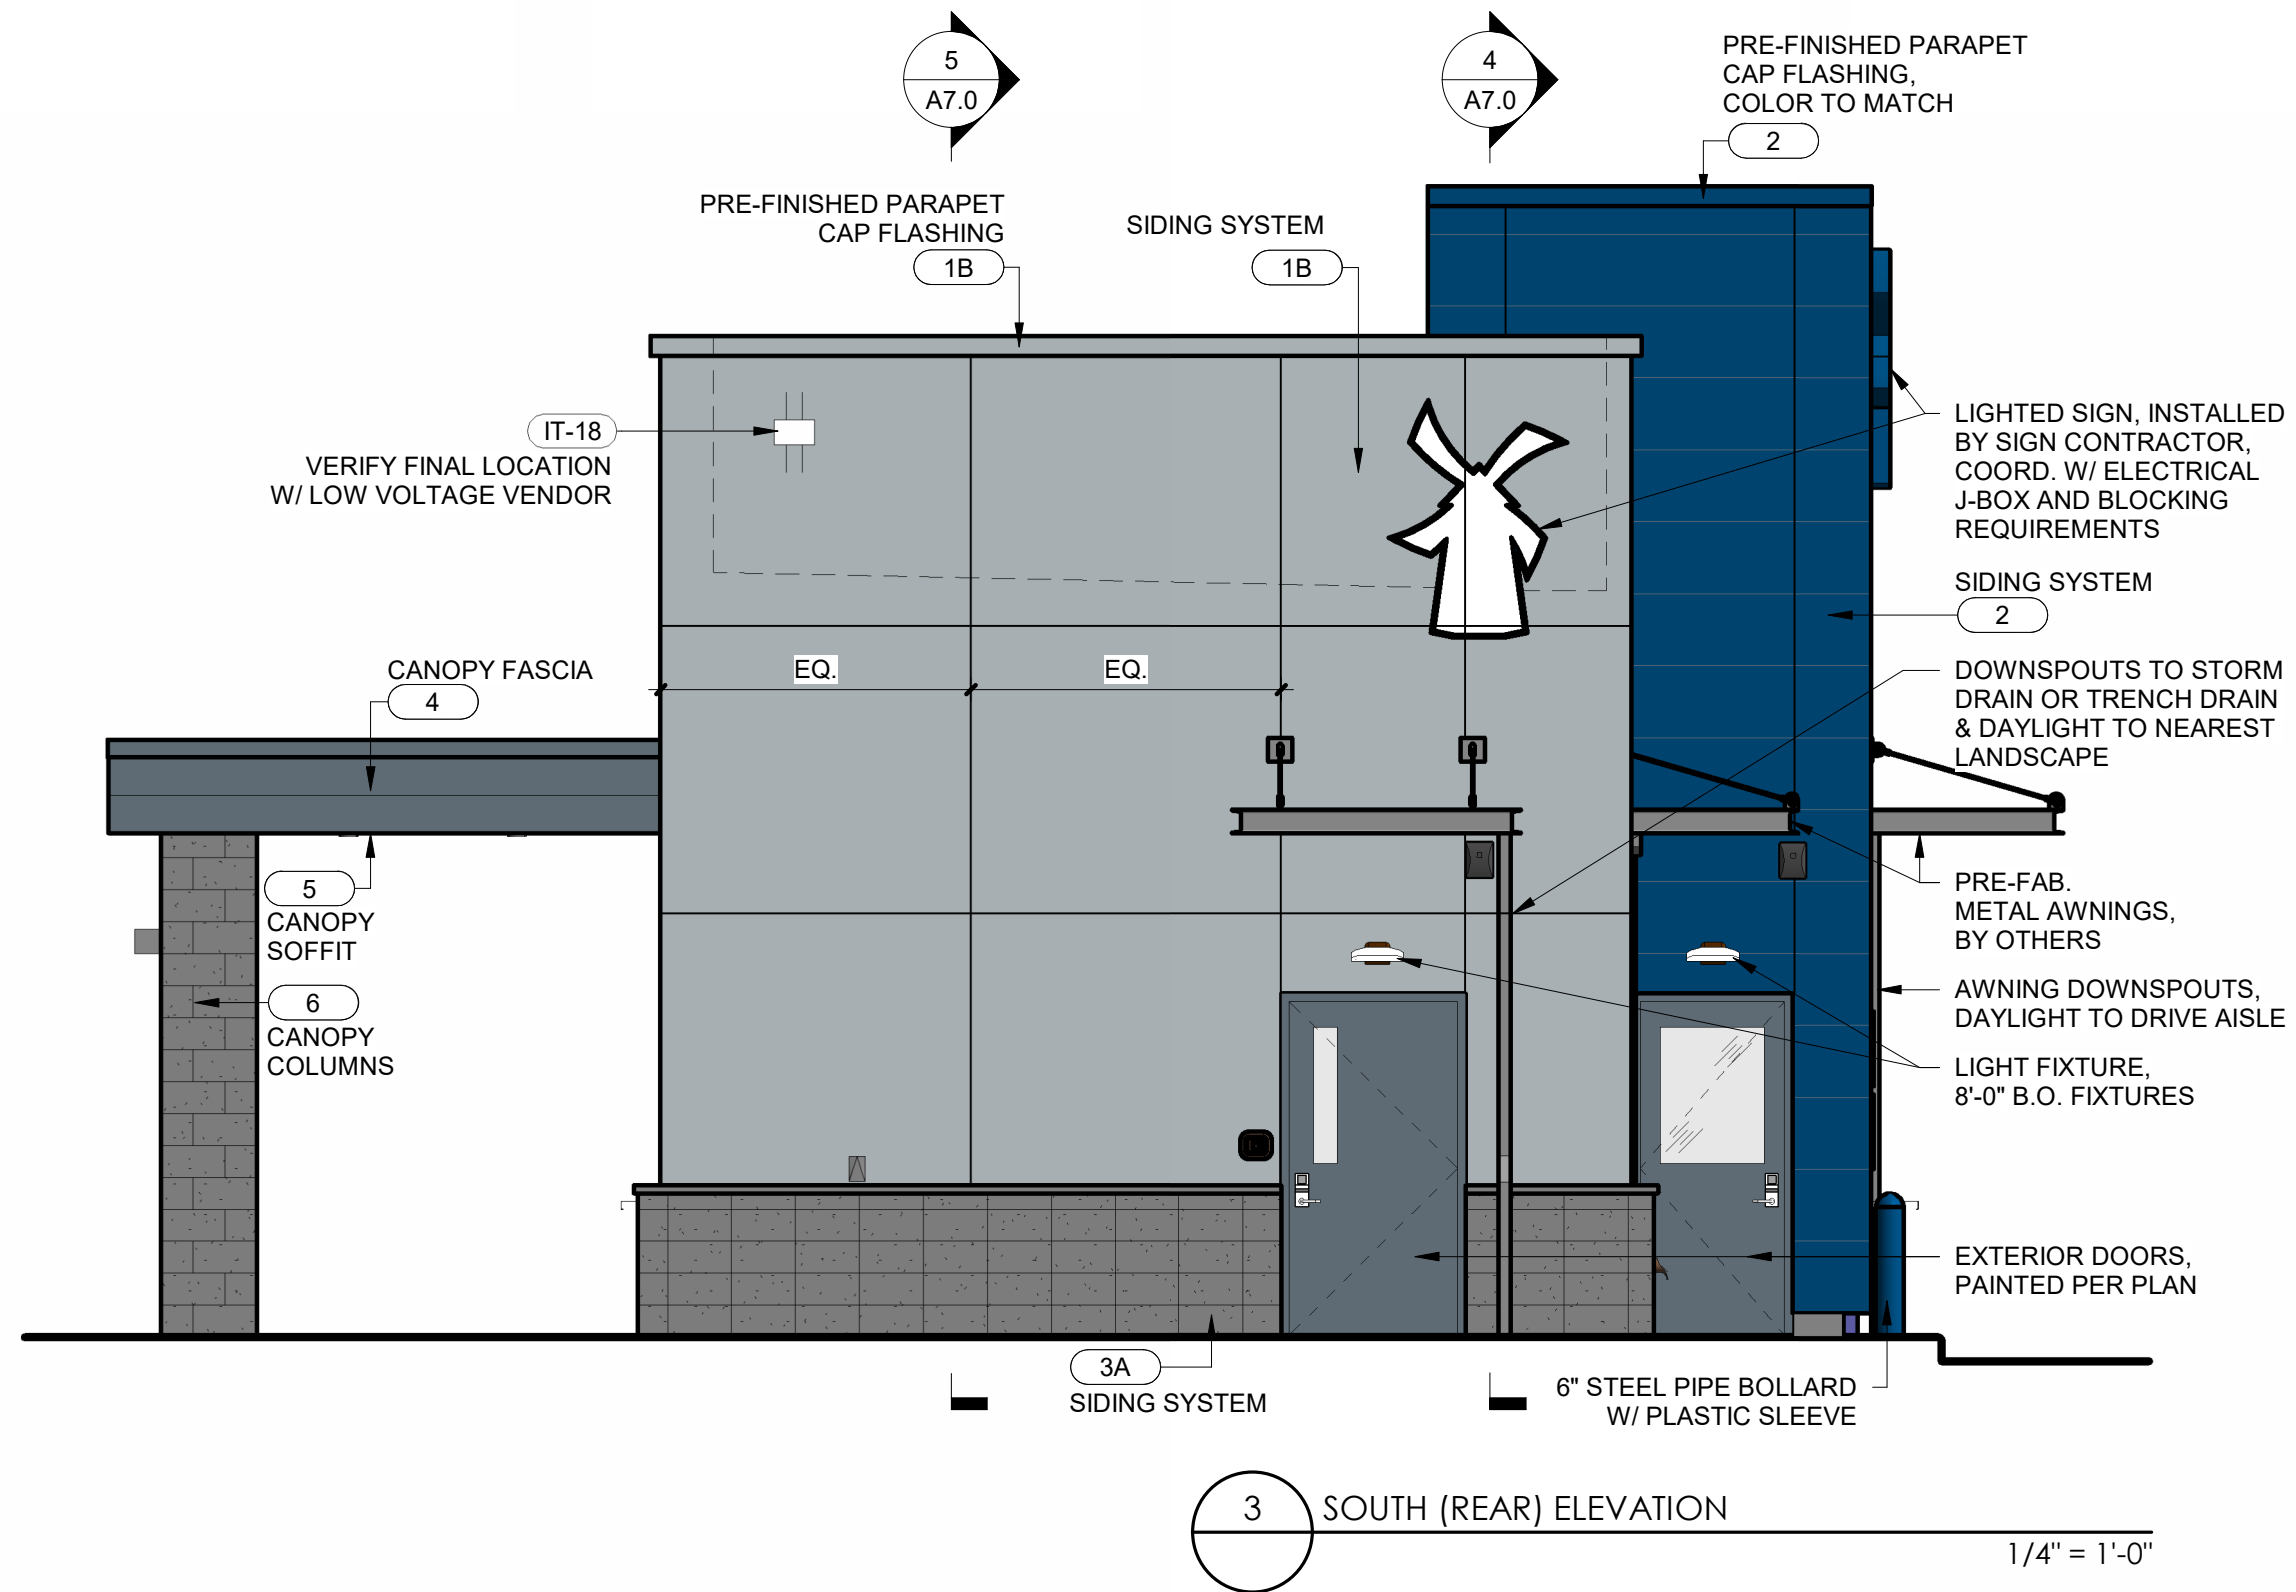 5
A7.0
4
A7.0
PRE-FINISHED PARAPET
CAP FLASHING,
COLOR TO MATCH
2
PRE-FINISHED PARAPET
CAP FLASHING
1B
SIDING SYSTEM
1B
IT-18
VERIFY FINAL LOCATION
W/ LOW VOLTAGE VENDOR
LIGHTED SIGN, INSTALLED
BY SIGN CONTRACTOR,
COORD. W/ ELECTRICAL
J-BOX AND BLOCKING
REQUIREMENTS
SIDING SYSTEM
2
CANOPY FASCIA
4
EQ.
EQ.
DOWNSPOUTS TO STORM
DRAIN OR TRENCH DRAIN
& DAYLIGHT TO NEAREST
LANDSCAPE
5
CANOPY
SOFFIT
PRE-FAB.
METAL AWNINGS,
BY OTHERS
6
CANOPY
COLUMNS
AWNING DOWNSPOUTS,
DAYLIGHT TO DRIVE AISLE
LIGHT FIXTURE,
8'-0" B.O. FIXTURES
EXTERIOR DOORS,
PAINTED PER PLAN
3A
SIDING SYSTEM
6" STEEL PIPE BOLLARD
W/ PLASTIC SLEEVE
3
SOUTH (REAR) ELEVATION
1/4" = 1'-0"